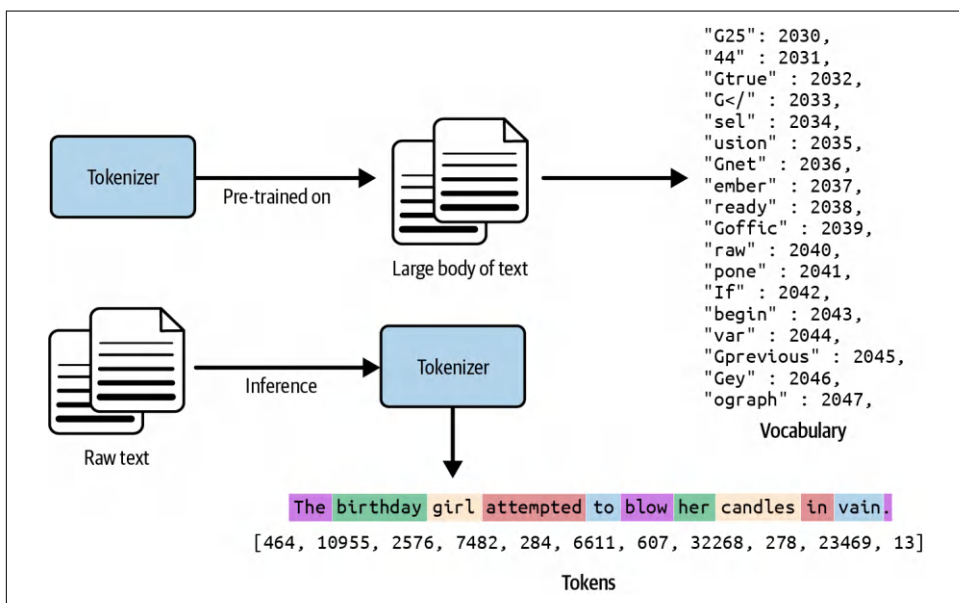 Tokenizer
Pre-trained on
Large body of text
"G25": 2030,
"44" : 2031,
"Gtrue" : 2032,
"G</" : 2033,
"sel" : 2034,
"usion" : 2035,
"Gnet" : 2036,
"ember" : 2037,
"ready" : 2038,
"Goffic" : 2039,
"raw" : 2040,
"pone" : 2041,
"If" : 2042,
"begin" : 2043,
"var" : 2044,
"Gprevious" : 2045,
"Gey" : 2046,
"ograph" : 2047,
Vocabulary
Raw text
Inference
Tokenizer
The birthday girl attempted to blow her candles in vain.
[464, 10955, 2576, 7482, 284, 6611, 607, 32268, 278, 23469, 13]
Tokens